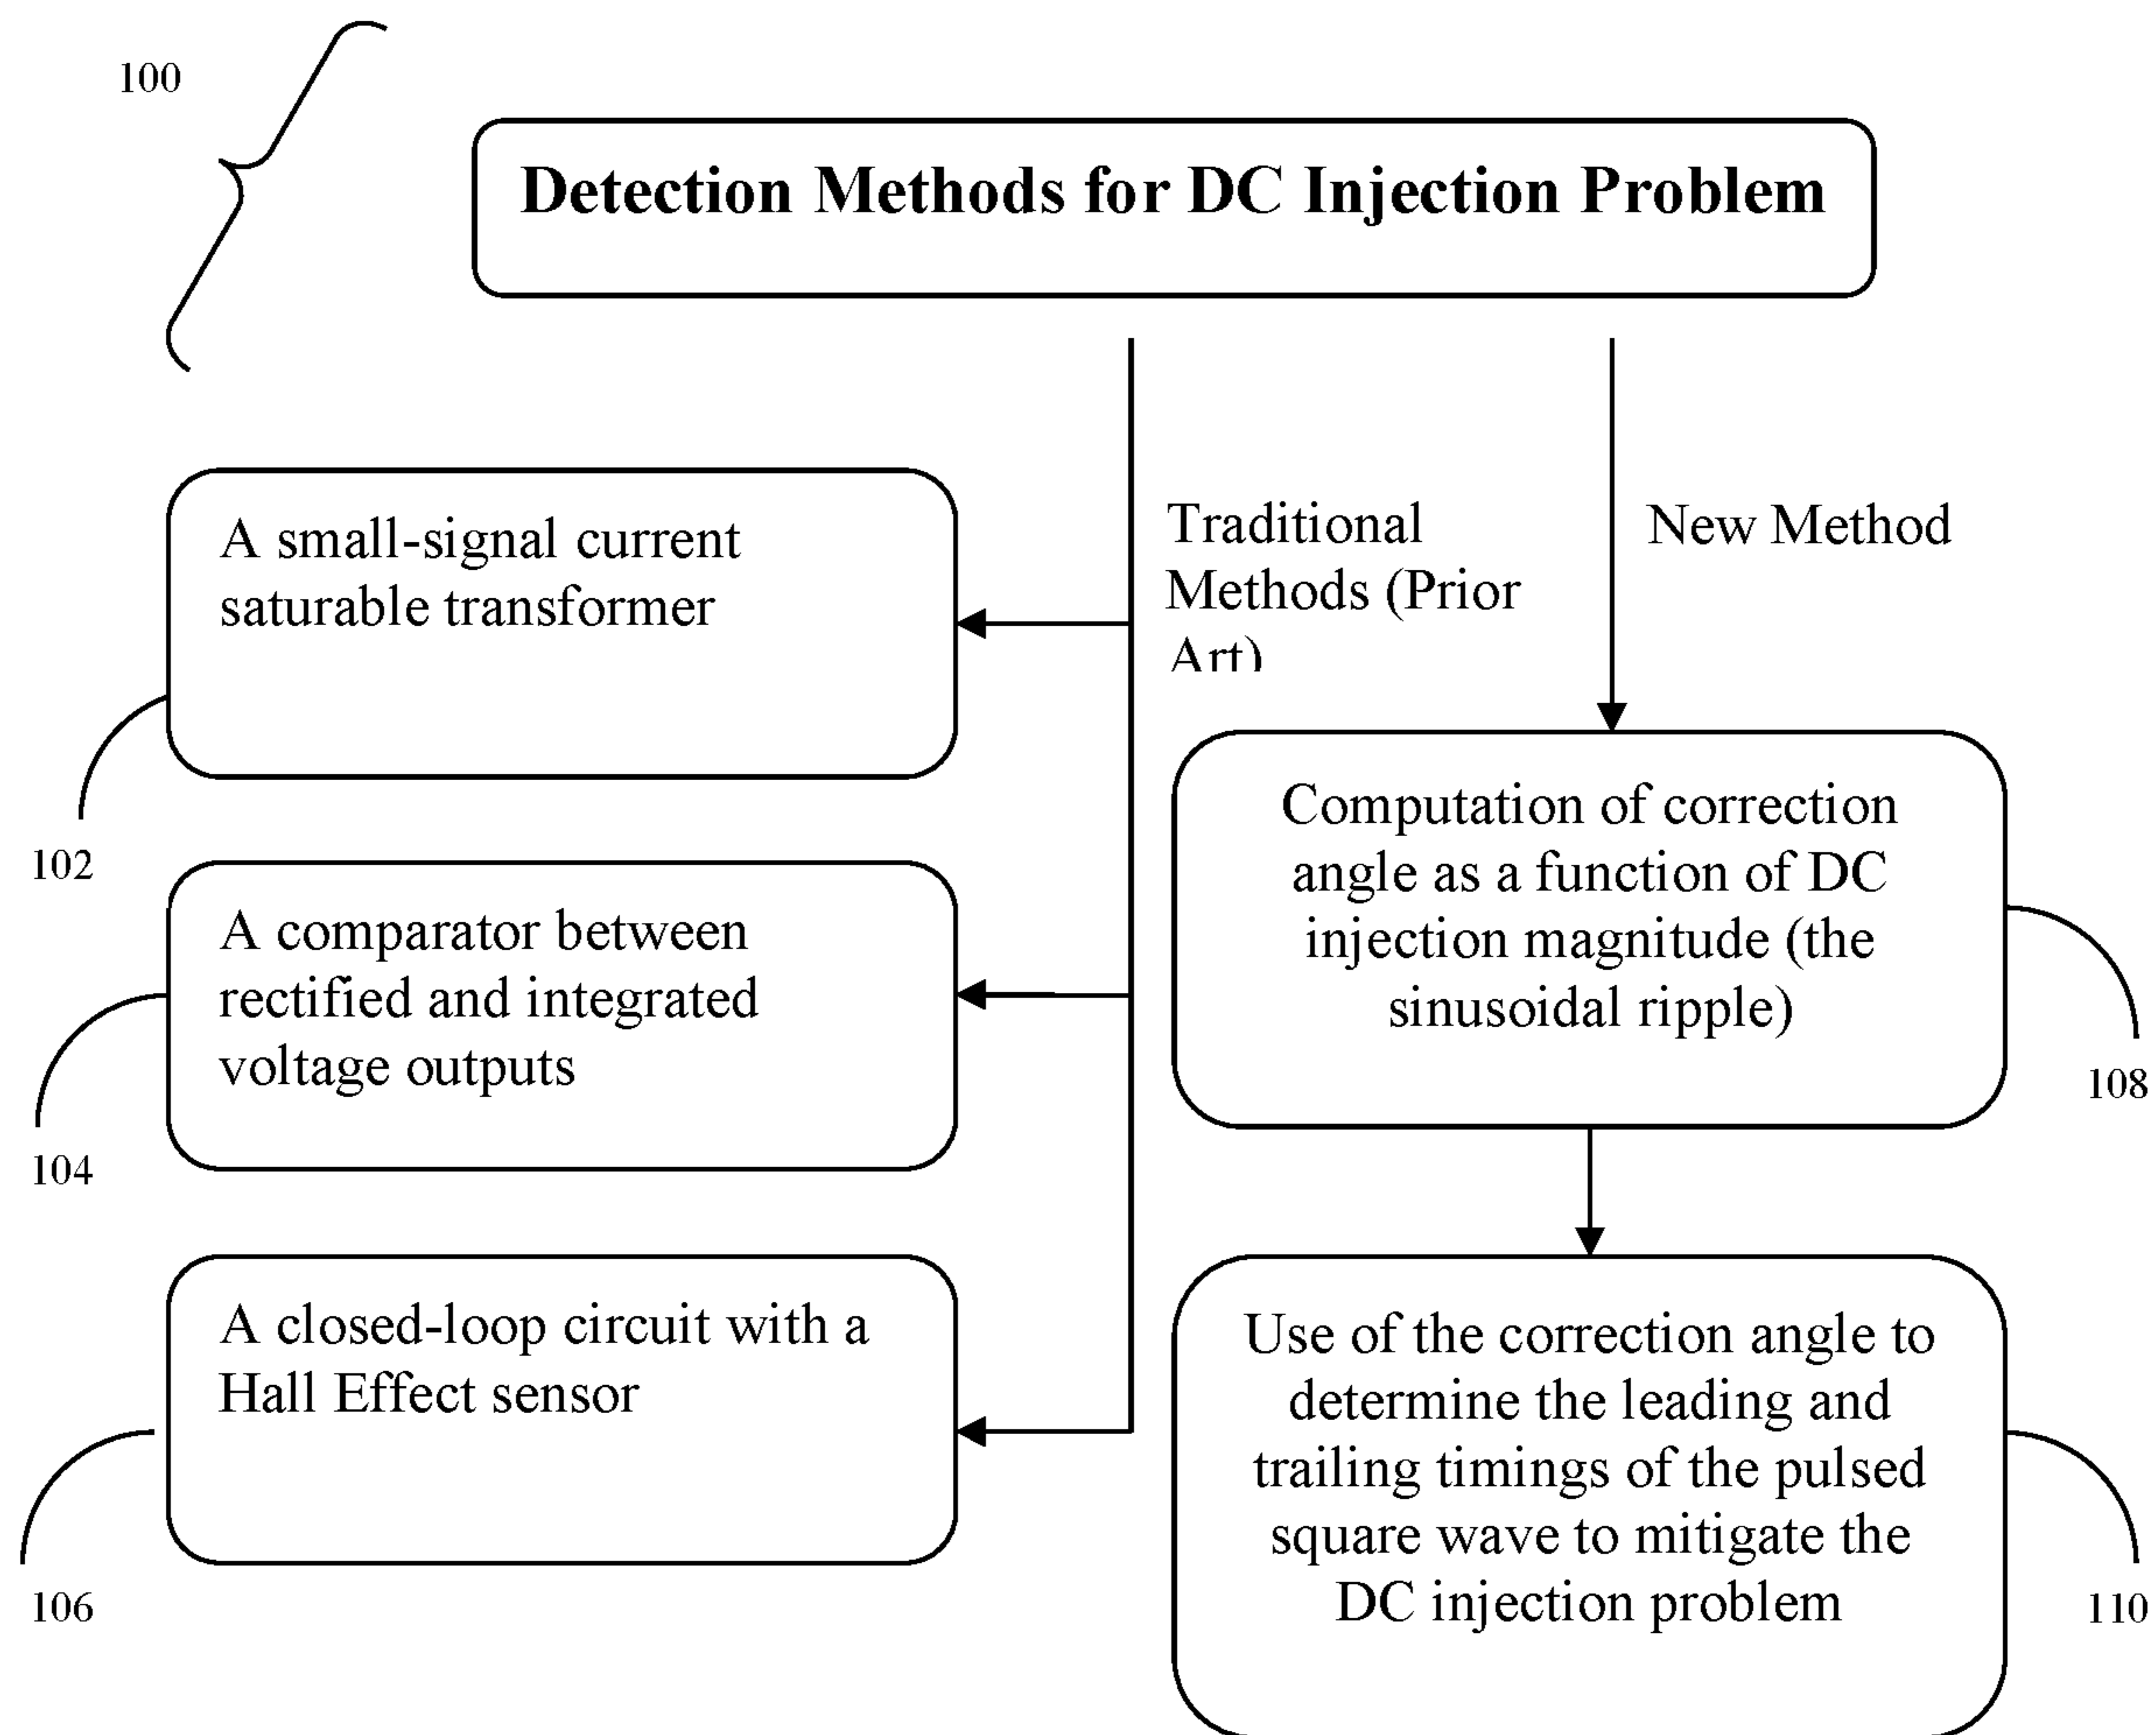 100
Detection Methods for DC Injection Problem
Traditional
Methods (Prior
Art)
New Method
A small-signal current
saturable transformer
102
A comparator between
rectified and integrated
voltage outputs
104
A closed-loop circuit with a
Hall Effect sensor
106
Computation of correction
angle as a function of DC
injection magnitude (the
sinusoidal ripple)
108
Use of the correction angle to
determine the leading and
trailing timings of the pulsed
square wave to mitigate the
DC injection problem
110